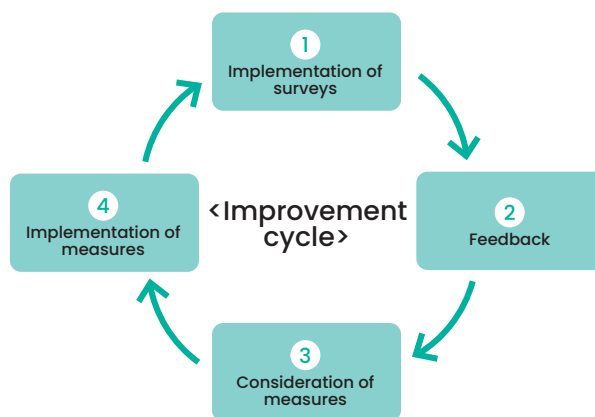 1
Implementation of
surveys
2
Feedback
3
Consideration of
measures
4
Implementation of
measures
<Improvement
cycle>